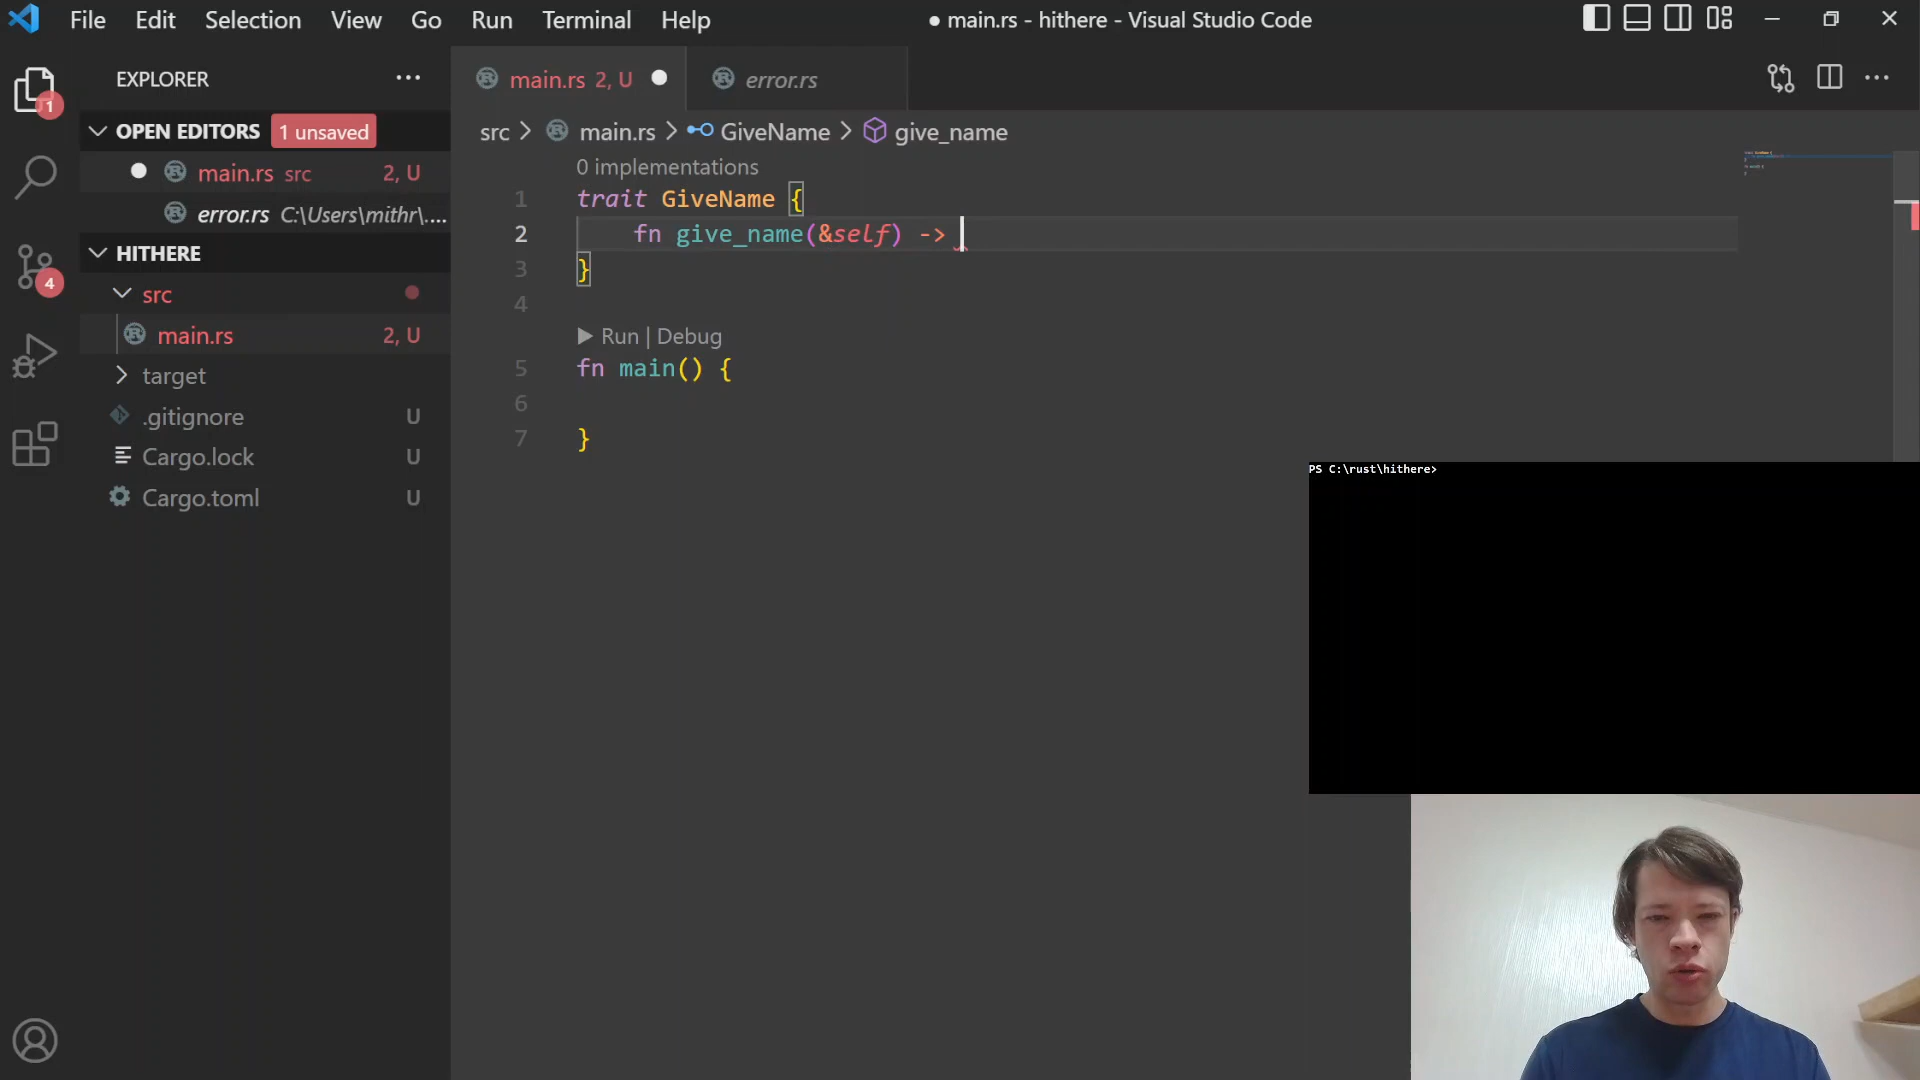 File Edit Selection View Go Run Terminal Help
● main.rs - hithere - Visual Studio Code
EXPLORER
main.rs 2, U
error.rs
1
OPEN EDITORS 1 unsaved
main.rs src 2, U
error.rs C:\Users\mithr\....
HITHERE
src
main.rs 2, U
target
.gitignore U
Cargo.lock U
Cargo.toml U
4
src > main.rs > GiveName > give_name
0 implementations
1 trait GiveName {
2 fn give_name(&self) ->
3 }
4
Run | Debug
5 fn main() {
6
7 }
PS C:\rust\hithere>